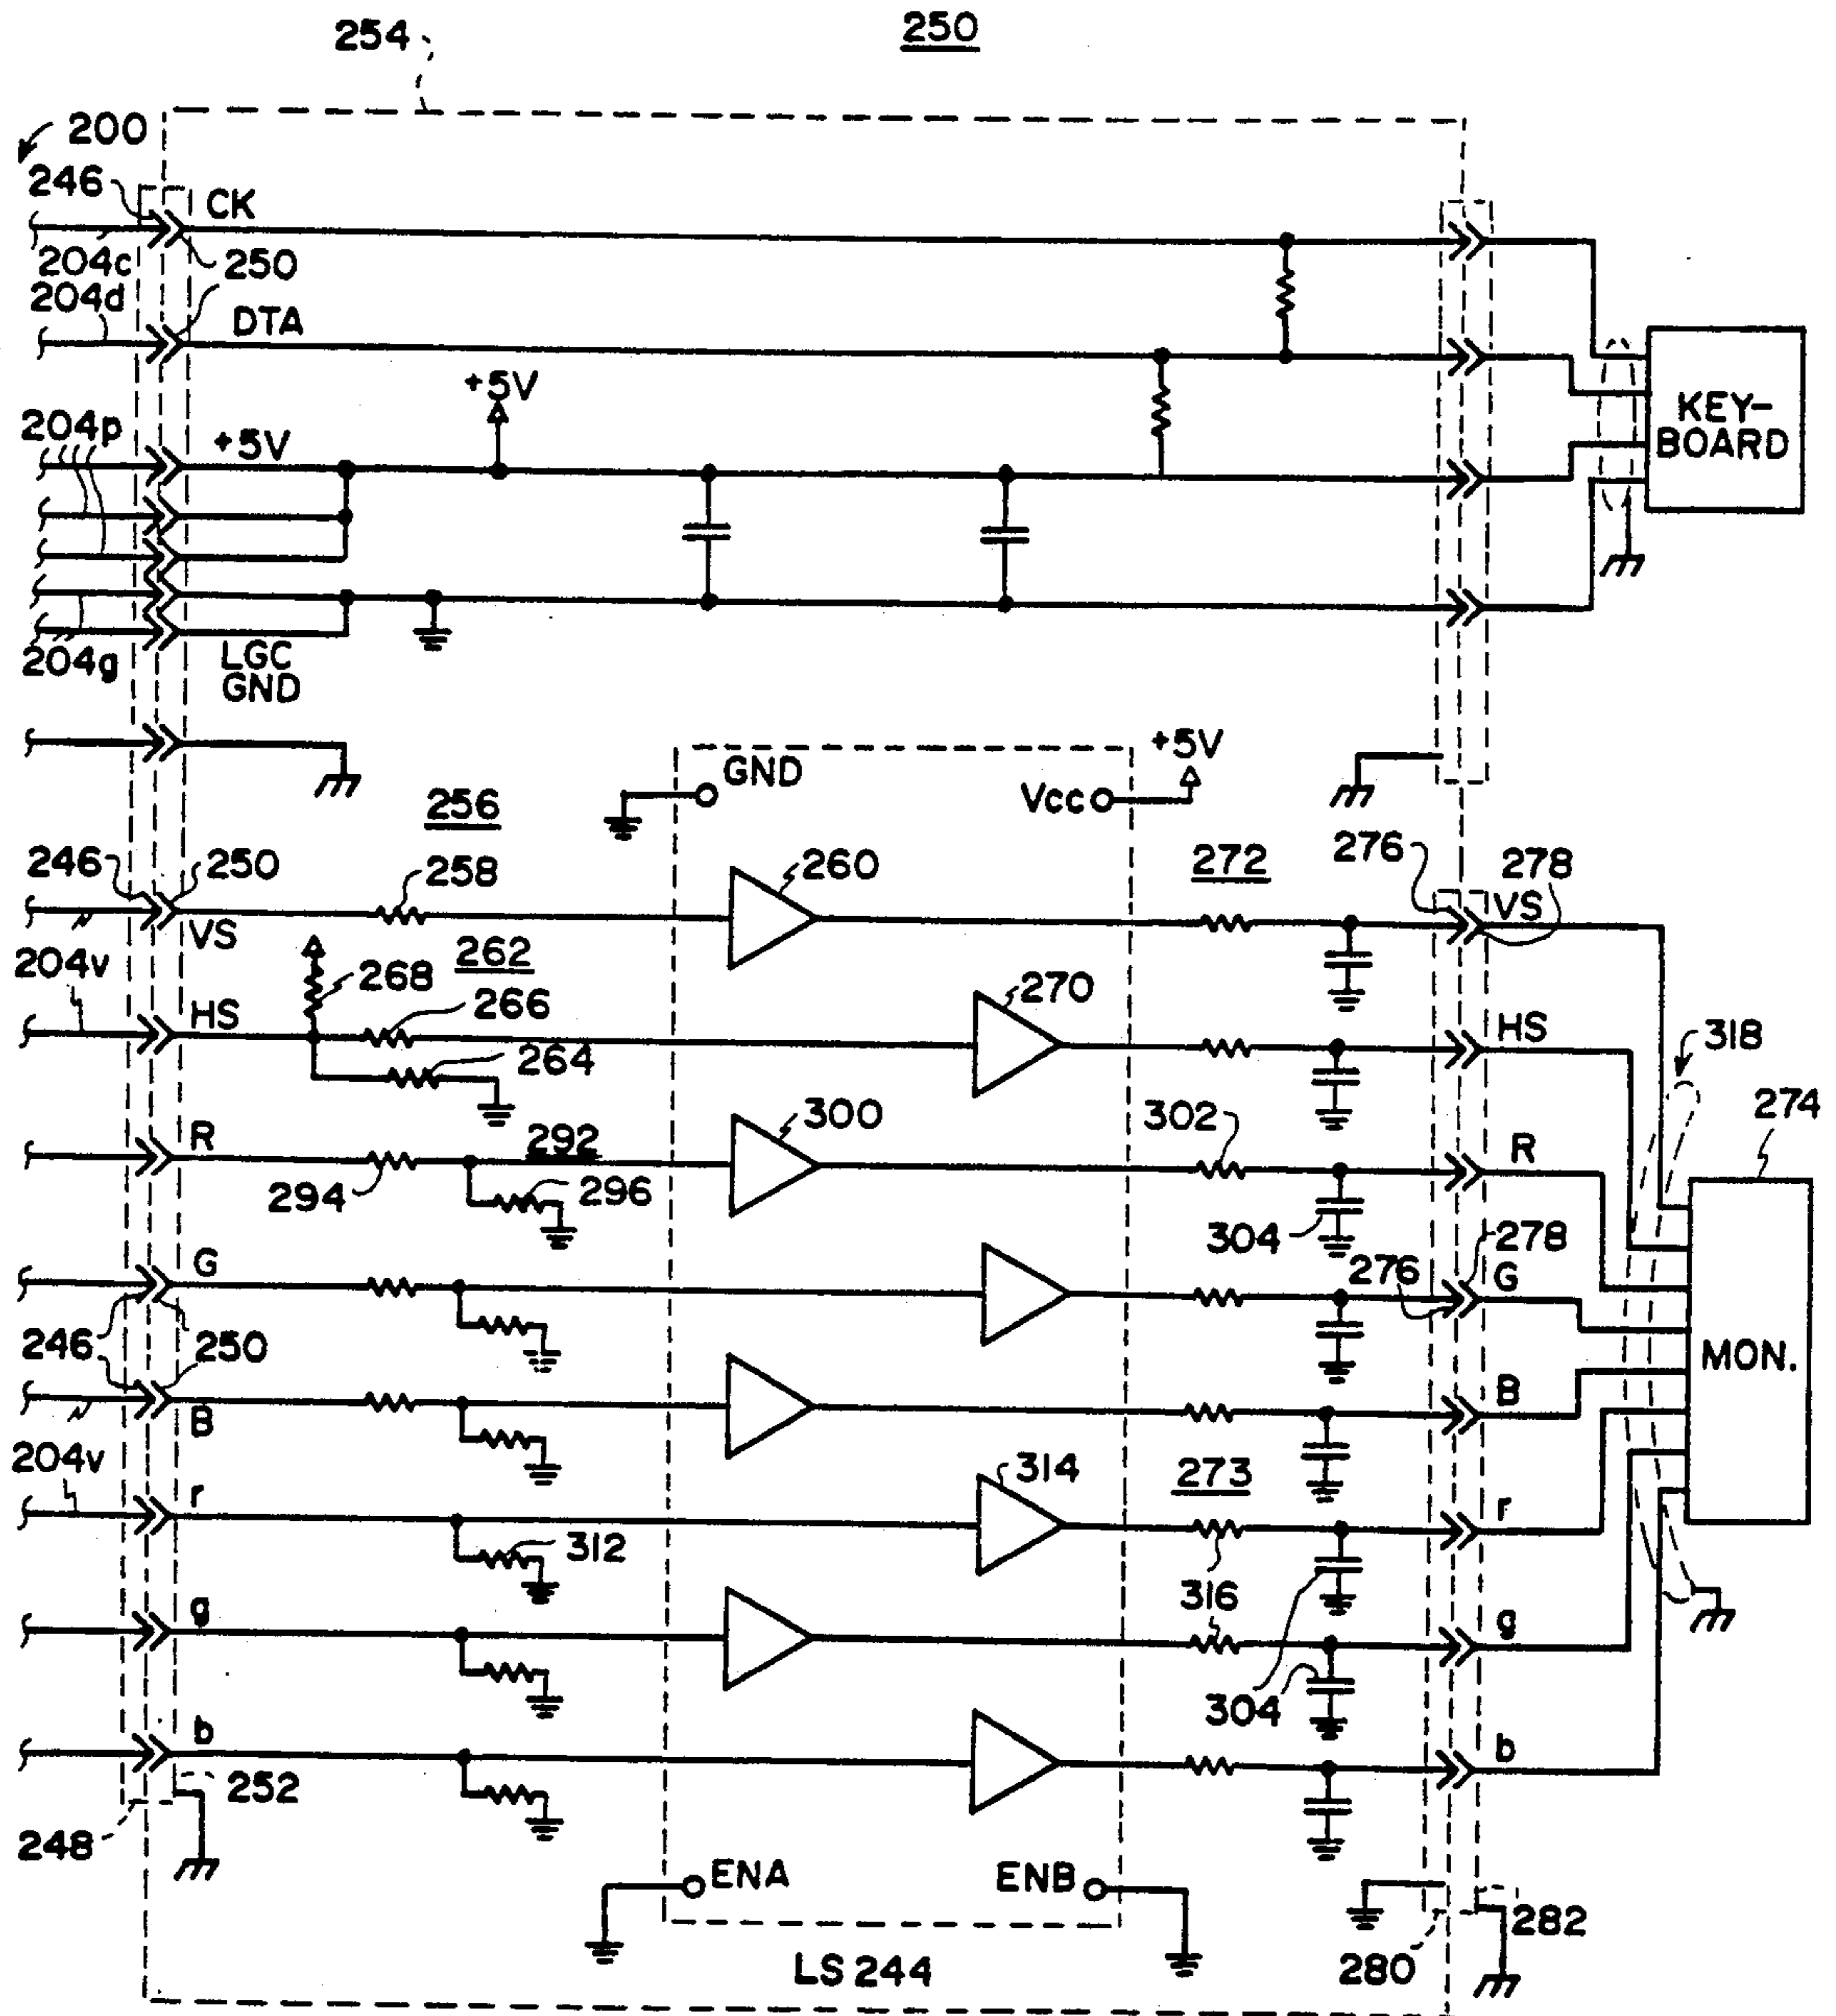 254
250
200
246
CK
204c
250
204d
DTA
+5V
KEY-
BOARD
204p
+5V
204g
LGC
GND
+5V
GND
Vcc
256
246
250
258
260
272
276
278
VS
VS
204v
262
268
270
HS
266
HS
318
264
300
302
274
R
292
R
294
296
304
278
G
276
G
246
250
MON.
B
B
204v
314
273
r
r
312
316
g
g
304
b
b
252
248
ENA
ENB
282
LS244
280